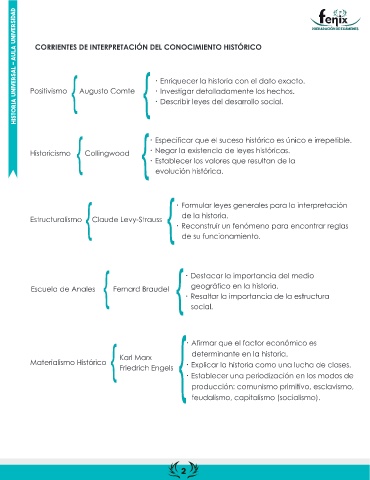 HISTORIA UNIVERSAL - AULA UNIVERSIDAD
fenix
PREPARACIÓN DE EXÁMENES
CORRIENTES DE INTERPRETACIÓN DEL CONOCIMIENTO HISTÓRICO
Positivismo
Augusto Comte
· Enriquecer la historia con el dato exacto.
· Investigar detalladamente los hechos.
· Describir leyes del desarrollo social.
Historicismo
Collingwood
· Especificar que el suceso histórico es único e irrepetible.
· Negar la existencia de leyes históricas.
· Establecer los valores que resultan de la
evolución histórica.
Estructuralismo
Claude Levy-Strauss
· Formular leyes generales para la interpretación
de la historia.
· Reconstruir un fenómeno para encontrar reglas
de su funcionamiento.
Escuela de Anales
Fernard Braudel
· Destacar la importancia del medio
geográfico en la historia.
· Resaltar la importancia de la estructura
social.
Materialismo Histórico
Karl Marx
Friedrich Engels
· Afirmar que el factor económico es
determinante en la historia.
· Explicar la historia como una lucha de clases.
· Establecer una periodización en los modos de
producción: comunismo primitivo, esclavismo,
feudalismo, capitalismo (socialismo).
2